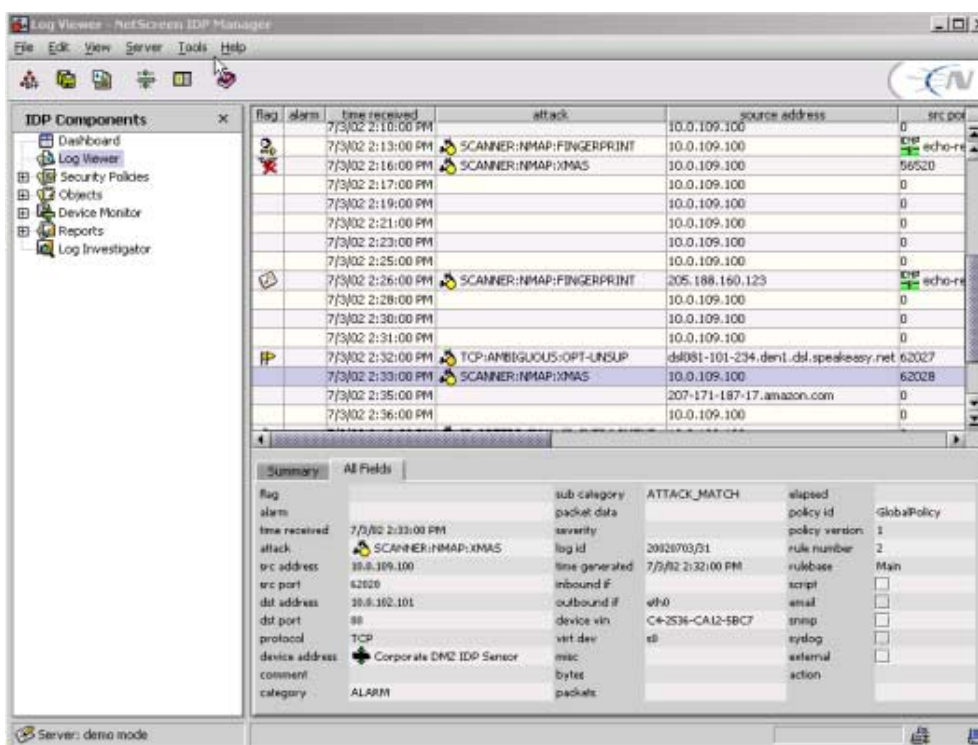 Log Viewer - NetScreen IDP Manager
File Edit View Server Tools Help
N
IDP Components ×
Dashboard
Log Viewer
Security Policies
Objects
Device Monitor
Reports
Log Investigator
flag alarm time received attack source address src por
7/3/02 2:10:00 PM 10.0.109.100 0
7/3/02 2:13:00 PM SCANNER:NMAP:FINGERPRINT 10.0.109.100 ICMP echo-re
7/3/02 2:16:00 PM SCANNER:NMAP:XMAS 10.0.109.100 56520
7/3/02 2:17:00 PM 10.0.109.100 0
7/3/02 2:19:00 PM 10.0.109.100 0
7/3/02 2:21:00 PM 10.0.109.100 0
7/3/02 2:23:00 PM 10.0.109.100 0
7/3/02 2:25:00 PM 10.0.109.100 0
7/3/02 2:26:00 PM SCANNER:NMAP:FINGERPRINT 205.188.160.123 ICMP echo-re
7/3/02 2:28:00 PM 10.0.109.100 0
7/3/02 2:30:00 PM 10.0.109.100 0
7/3/02 2:31:00 PM 10.0.109.100 0
7/3/02 2:32:00 PM TCP:AMBIGUOUS:OPT-UNSUP dsl081-101-234.den1.dsl.speakeasy.net 62027
7/3/02 2:33:00 PM SCANNER:NMAP:XMAS 10.0.109.100 62028
7/3/02 2:35:00 PM 207-171-187-17.amazon.com 0
7/3/02 2:36:00 PM 10.0.109.100 0
Summary All Fields
flag sub category ATTACK_MATCH elapsed
alarm packet data policy id GlobalPolicy
time received 7/3/02 2:33:00 PM severity policy version 1
attack SCANNER:NMAP:XMAS log id 20020703/31 rule number 2
src address 10.0.109.100 time generated 7/3/02 2:32:00 PM rulebase Main
src port 62028 inbound if script
dst address 10.0.102.101 outbound if eth0 email
dst port 80 device vin C4-2S36-CA12-5BC7 snmp
protocol TCP virt dev s0 syslog
device address Corporate DMZ IDP Sensor misc external
comment bytes action
category ALARM packets
Server: demo mode